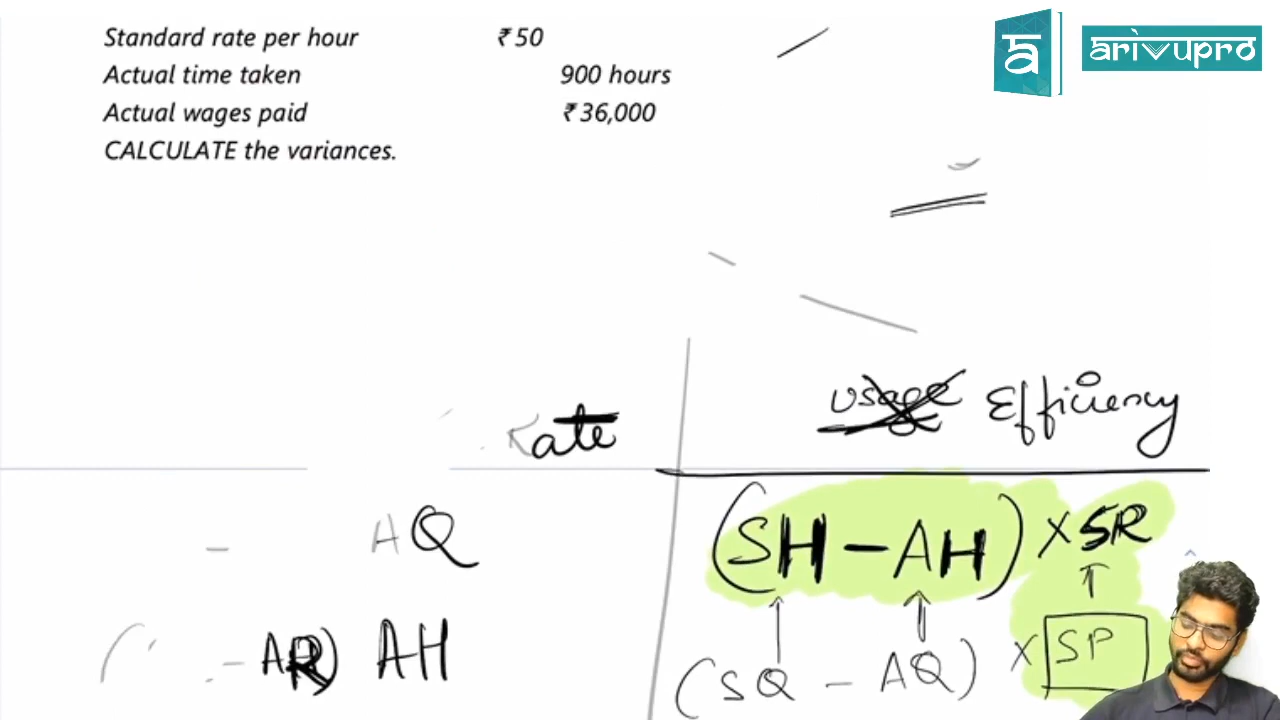 Standard rate per hour ₹ 50
Actual time taken 900 hours
Actual wages paid ₹ 36,000
CALCULATE the variances.
ā arivupro
Rate
usage Efficiency
- AQ
(SH - AH) × SR
( - AR) AH
(SQ - AQ) × SP